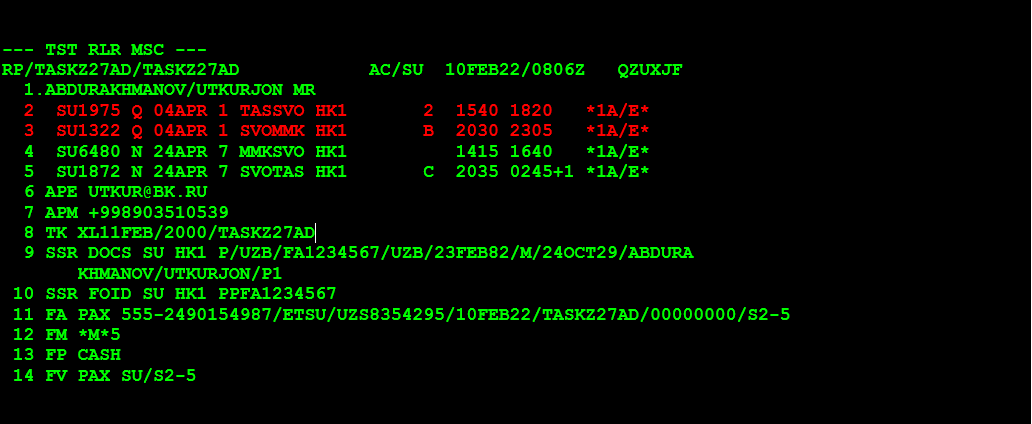 --- TST RLR MSC ---
RP/TASKZ27AD/TASKZ27AD AC/SU 10FEB22/0806Z QZUXJF
1.ABDURAKHMANOV/UTKURJON MR
2 SU1975 Q 04APR 1 TASSVO HK1 2 1540 1820 *1A/E*
3 SU1322 Q 04APR 1 SVOMMK HK1 B 2030 2305 *1A/E*
4 SU6480 N 24APR 7 MMKSVO HK1 1415 1640 *1A/E*
5 SU1872 N 24APR 7 SVOTAS HK1 C 2035 0245+1 *1A/E*
6 APE UTKUR@BK.RU
7 APM +998903510539
8 TK XL11FEB/2000/TASKZ27AD
9 SSR DOCS SU HK1 P/UZB/FA1234567/UZB/23FEB82/M/24OCT29/ABDURA
KHMANOV/UTKURJON/P1
10 SSR FOID SU HK1 PPFA1234567
11 FA PAX 555-2490154987/ETSU/UZS8354295/10FEB22/TASKZ27AD/00000000/S2-5
12 FM *M*5
13 FP CASH
14 FV PAX SU/S2-5